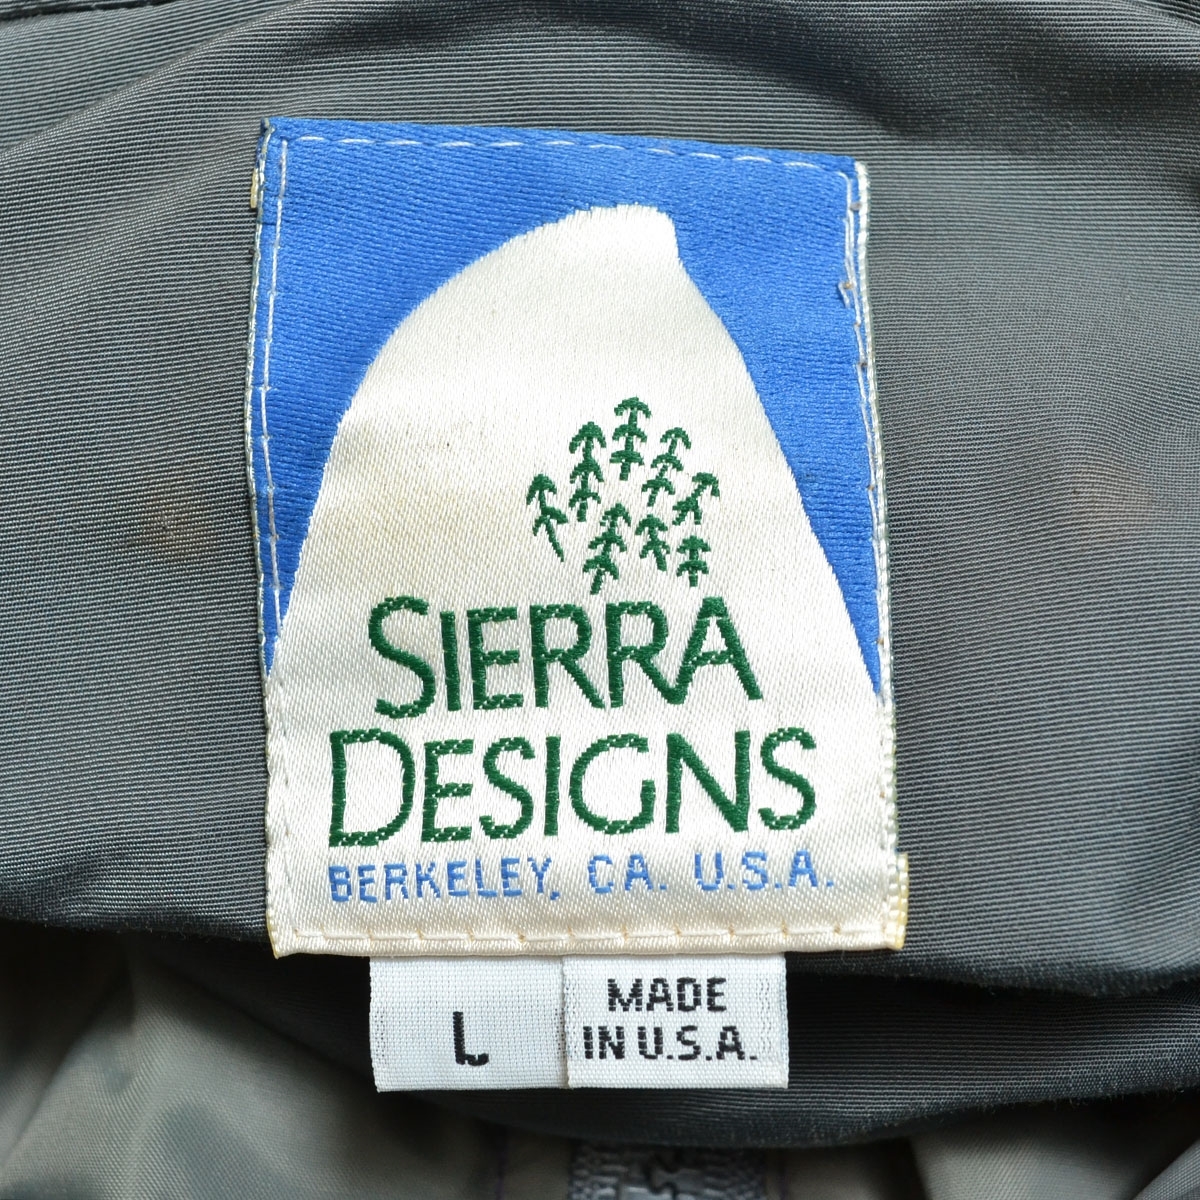 SIERRA
DESIGNS
BERKELEY, CA. U.S.A.
L
MADE
IN U.S.A.